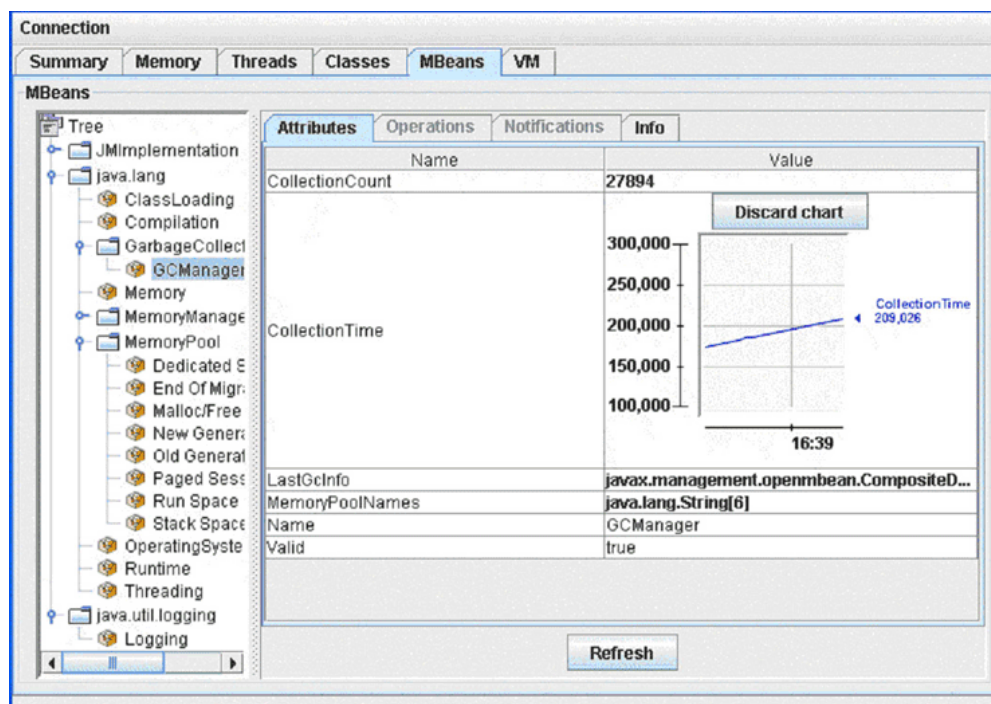 Connection
Summary Memory Threads Classes MBeans VM
MBeans
Tree
JMImplementation
java.lang
ClassLoading
Compilation
GarbageCollect
GCManager
Memory
MemoryManage
MemoryPool
Dedicated S
End Of Migr
Malloc/Free
New Genera
Old Generat
Paged Sess
Run Space
Stack Space
OperatingSyste
Runtime
Threading
java.util.logging
Logging
Attributes Operations Notifications Info
Name Value
CollectionCount 27894
CollectionTime
Discard chart
300,000
250,000
200,000
150,000
100,000
CollectionTime
209,026
16:39
LastGcInfo javax.management.openmbean.CompositeD...
MemoryPoolNames java.lang.String[6]
Name GCManager
Valid true
Refresh